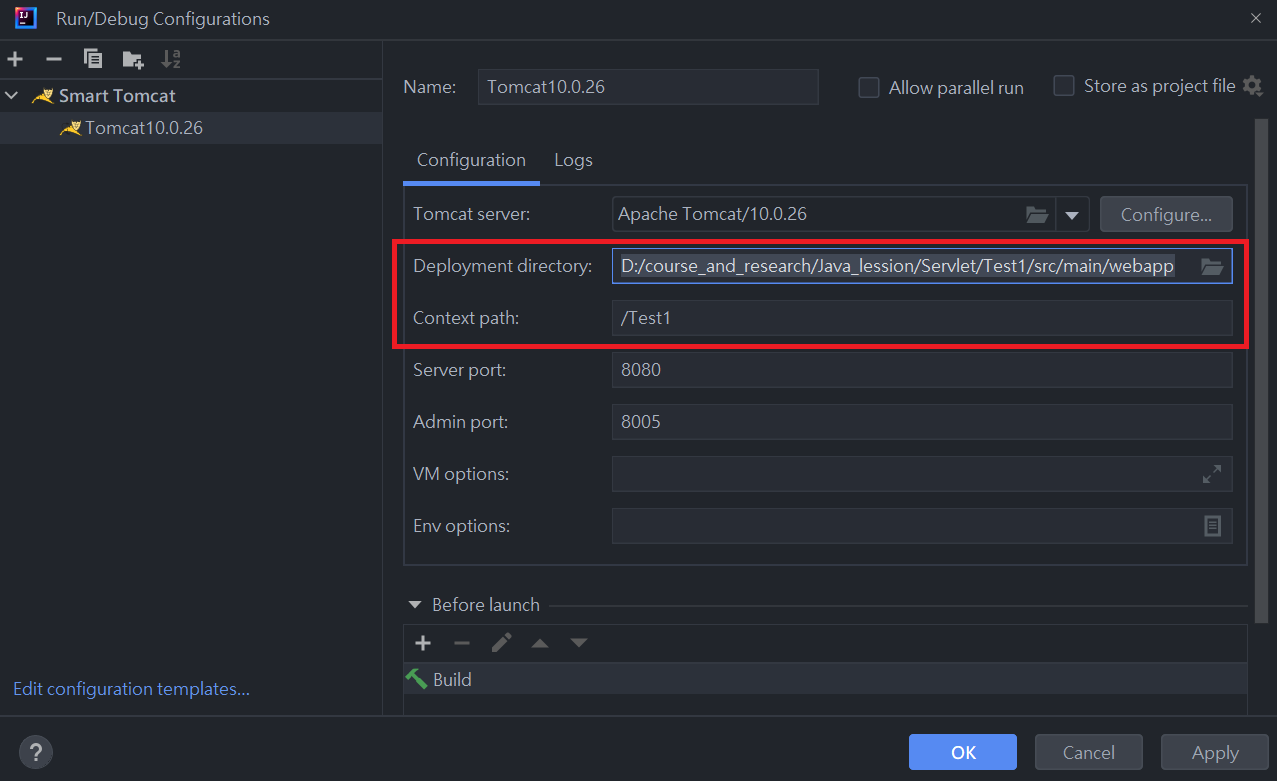 Run/Debug Configurations
Smart Tomcat
Tomcat10.0.26
Edit configuration templates...
Name: Tomcat10.0.26
Allow parallel run
Store as project file
Configuration Logs
Tomcat server: Apache Tomcat/10.0.26 Configure...
Deployment directory: D:/course_and_research/Java_lession/Servlet/Test1/src/main/webapp
Context path: /Test1
Server port: 8080
Admin port: 8005
VM options:
Env options:
Before launch
Build
? OK Cancel Apply